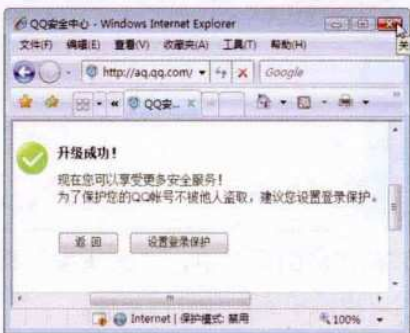 QQ安全中心 - Windows Internet Explorer
文件(F) 编辑(E) 查看(V) 收藏夹(A) 工具(T) 帮助(H)
http://aq.qq.com/ Google
QQ安...
升级成功！
现在您可以享受更多安全服务！
为了保护您的QQ帐号不被他人盗取，建议您设置登录保护。
返 回 设置登录保护
Internet | 保护模式: 禁用 100%